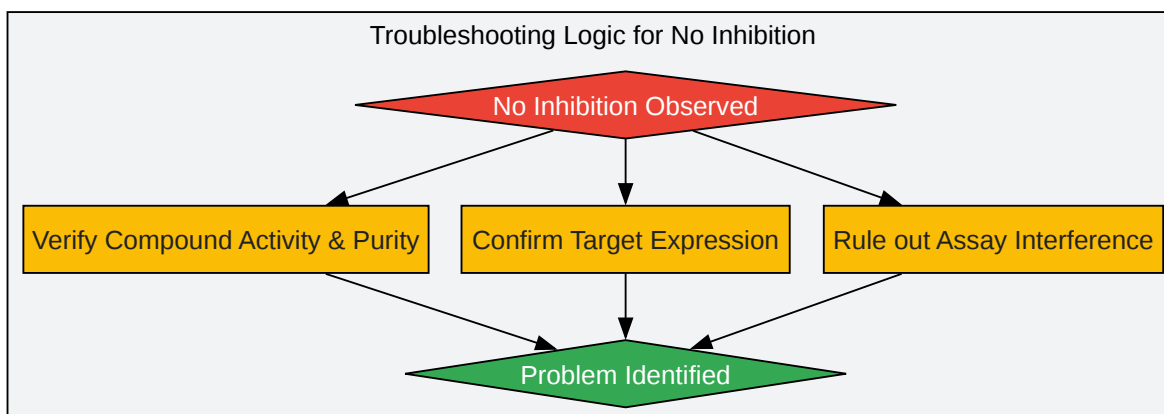 Troubleshooting Logic for No Inhibition
No Inhibition Observed
Verify Compound Activity & Purity
Confirm Target Expression
Rule out Assay Interference
Problem Identified